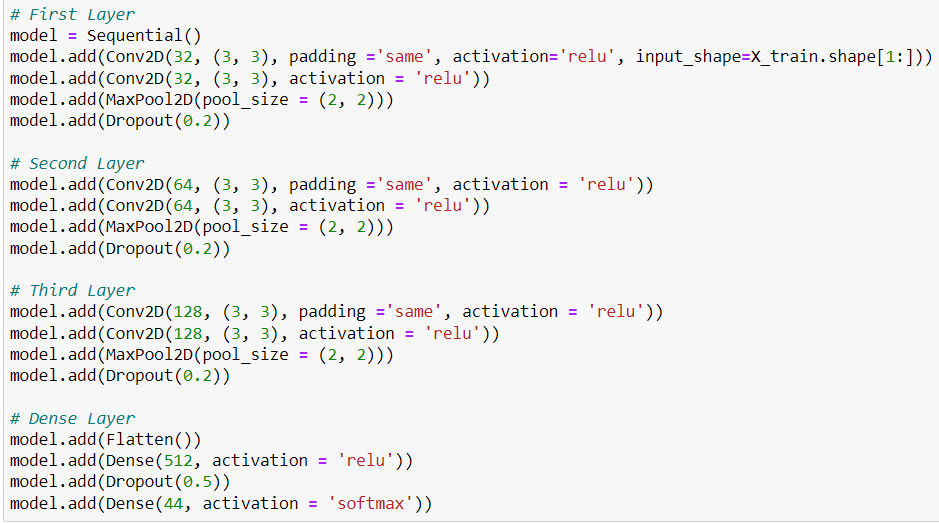 # First Layer
model = Sequential()
model.add(Conv2D(32, (3, 3), padding ='same', activation='relu', input_shape=X_train.shape[1:]))
model.add(Conv2D(32, (3, 3), activation = 'relu'))
model.add(MaxPool2D(pool_size = (2, 2)))
model.add(Dropout(0.2))

# Second Layer
model.add(Conv2D(64, (3, 3), padding ='same', activation = 'relu'))
model.add(Conv2D(64, (3, 3), activation = 'relu'))
model.add(MaxPool2D(pool_size = (2, 2)))
model.add(Dropout(0.2))

# Third Layer
model.add(Conv2D(128, (3, 3), padding ='same', activation = 'relu'))
model.add(Conv2D(128, (3, 3), activation = 'relu'))
model.add(MaxPool2D(pool_size = (2, 2)))
model.add(Dropout(0.2))

# Dense Layer
model.add(Flatten())
model.add(Dense(512, activation = 'relu'))
model.add(Dropout(0.5))
model.add(Dense(44, activation = 'softmax'))